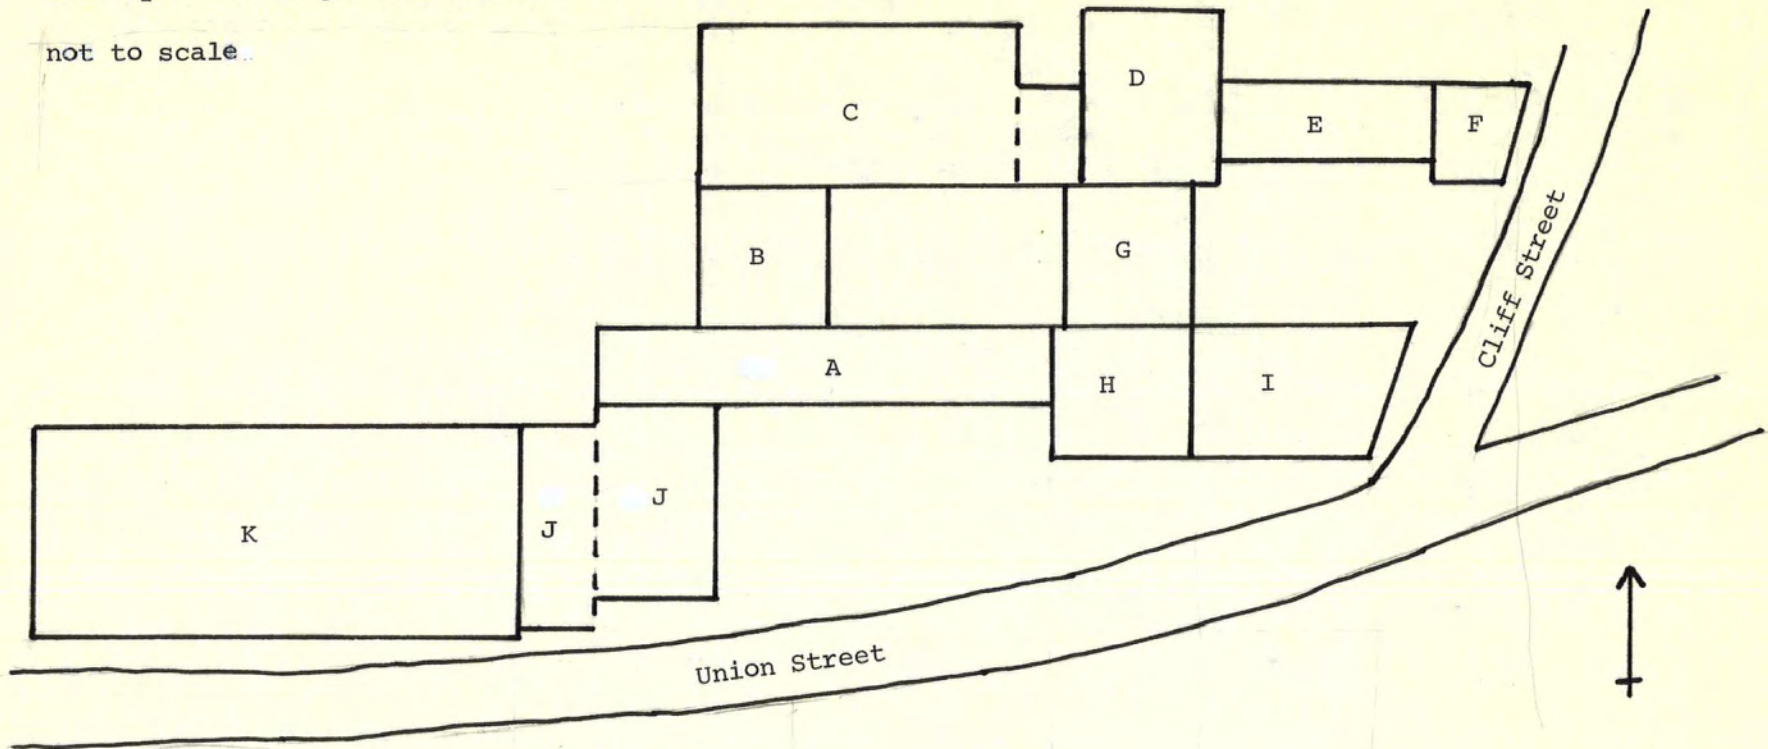 not to scale
D
C
E
F
B
G
Cliff Street
A
H
I
J
K
J
Union Street